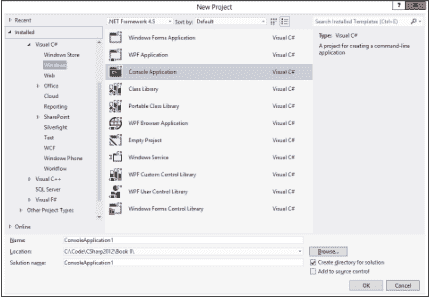 New Project
? 
Recent
.NET Framework 4.5 Sort by: Default
Search Installed Templates (Ctrl+E)
Installed
Visual C#
Windows Store
Windows
Web
Office
Cloud
Reporting
SharePoint
Silverlight
Test
WCF
Windows Phone
Workflow
Visual C++
SQL Server
Visual F#
Other Project Types
Online
Windows Forms Application Visual C#
WPF Application Visual C#
Console Application Visual C#
Class Library Visual C#
Portable Class Library Visual C#
WPF Browser Application Visual C#
Empty Project Visual C#
Windows Service Visual C#
WPF Custom Control Library Visual C#
WPF User Control Library Visual C#
Windows Forms Control Library Visual C#
Type: Visual C#
A project for creating a command-line
application
Name: ConsoleApplication1
Location: C:\Code\CSharp2012\Book I\
Browse...
Solution name: ConsoleApplication1
Create directory for solution
Add to source control
OK Cancel